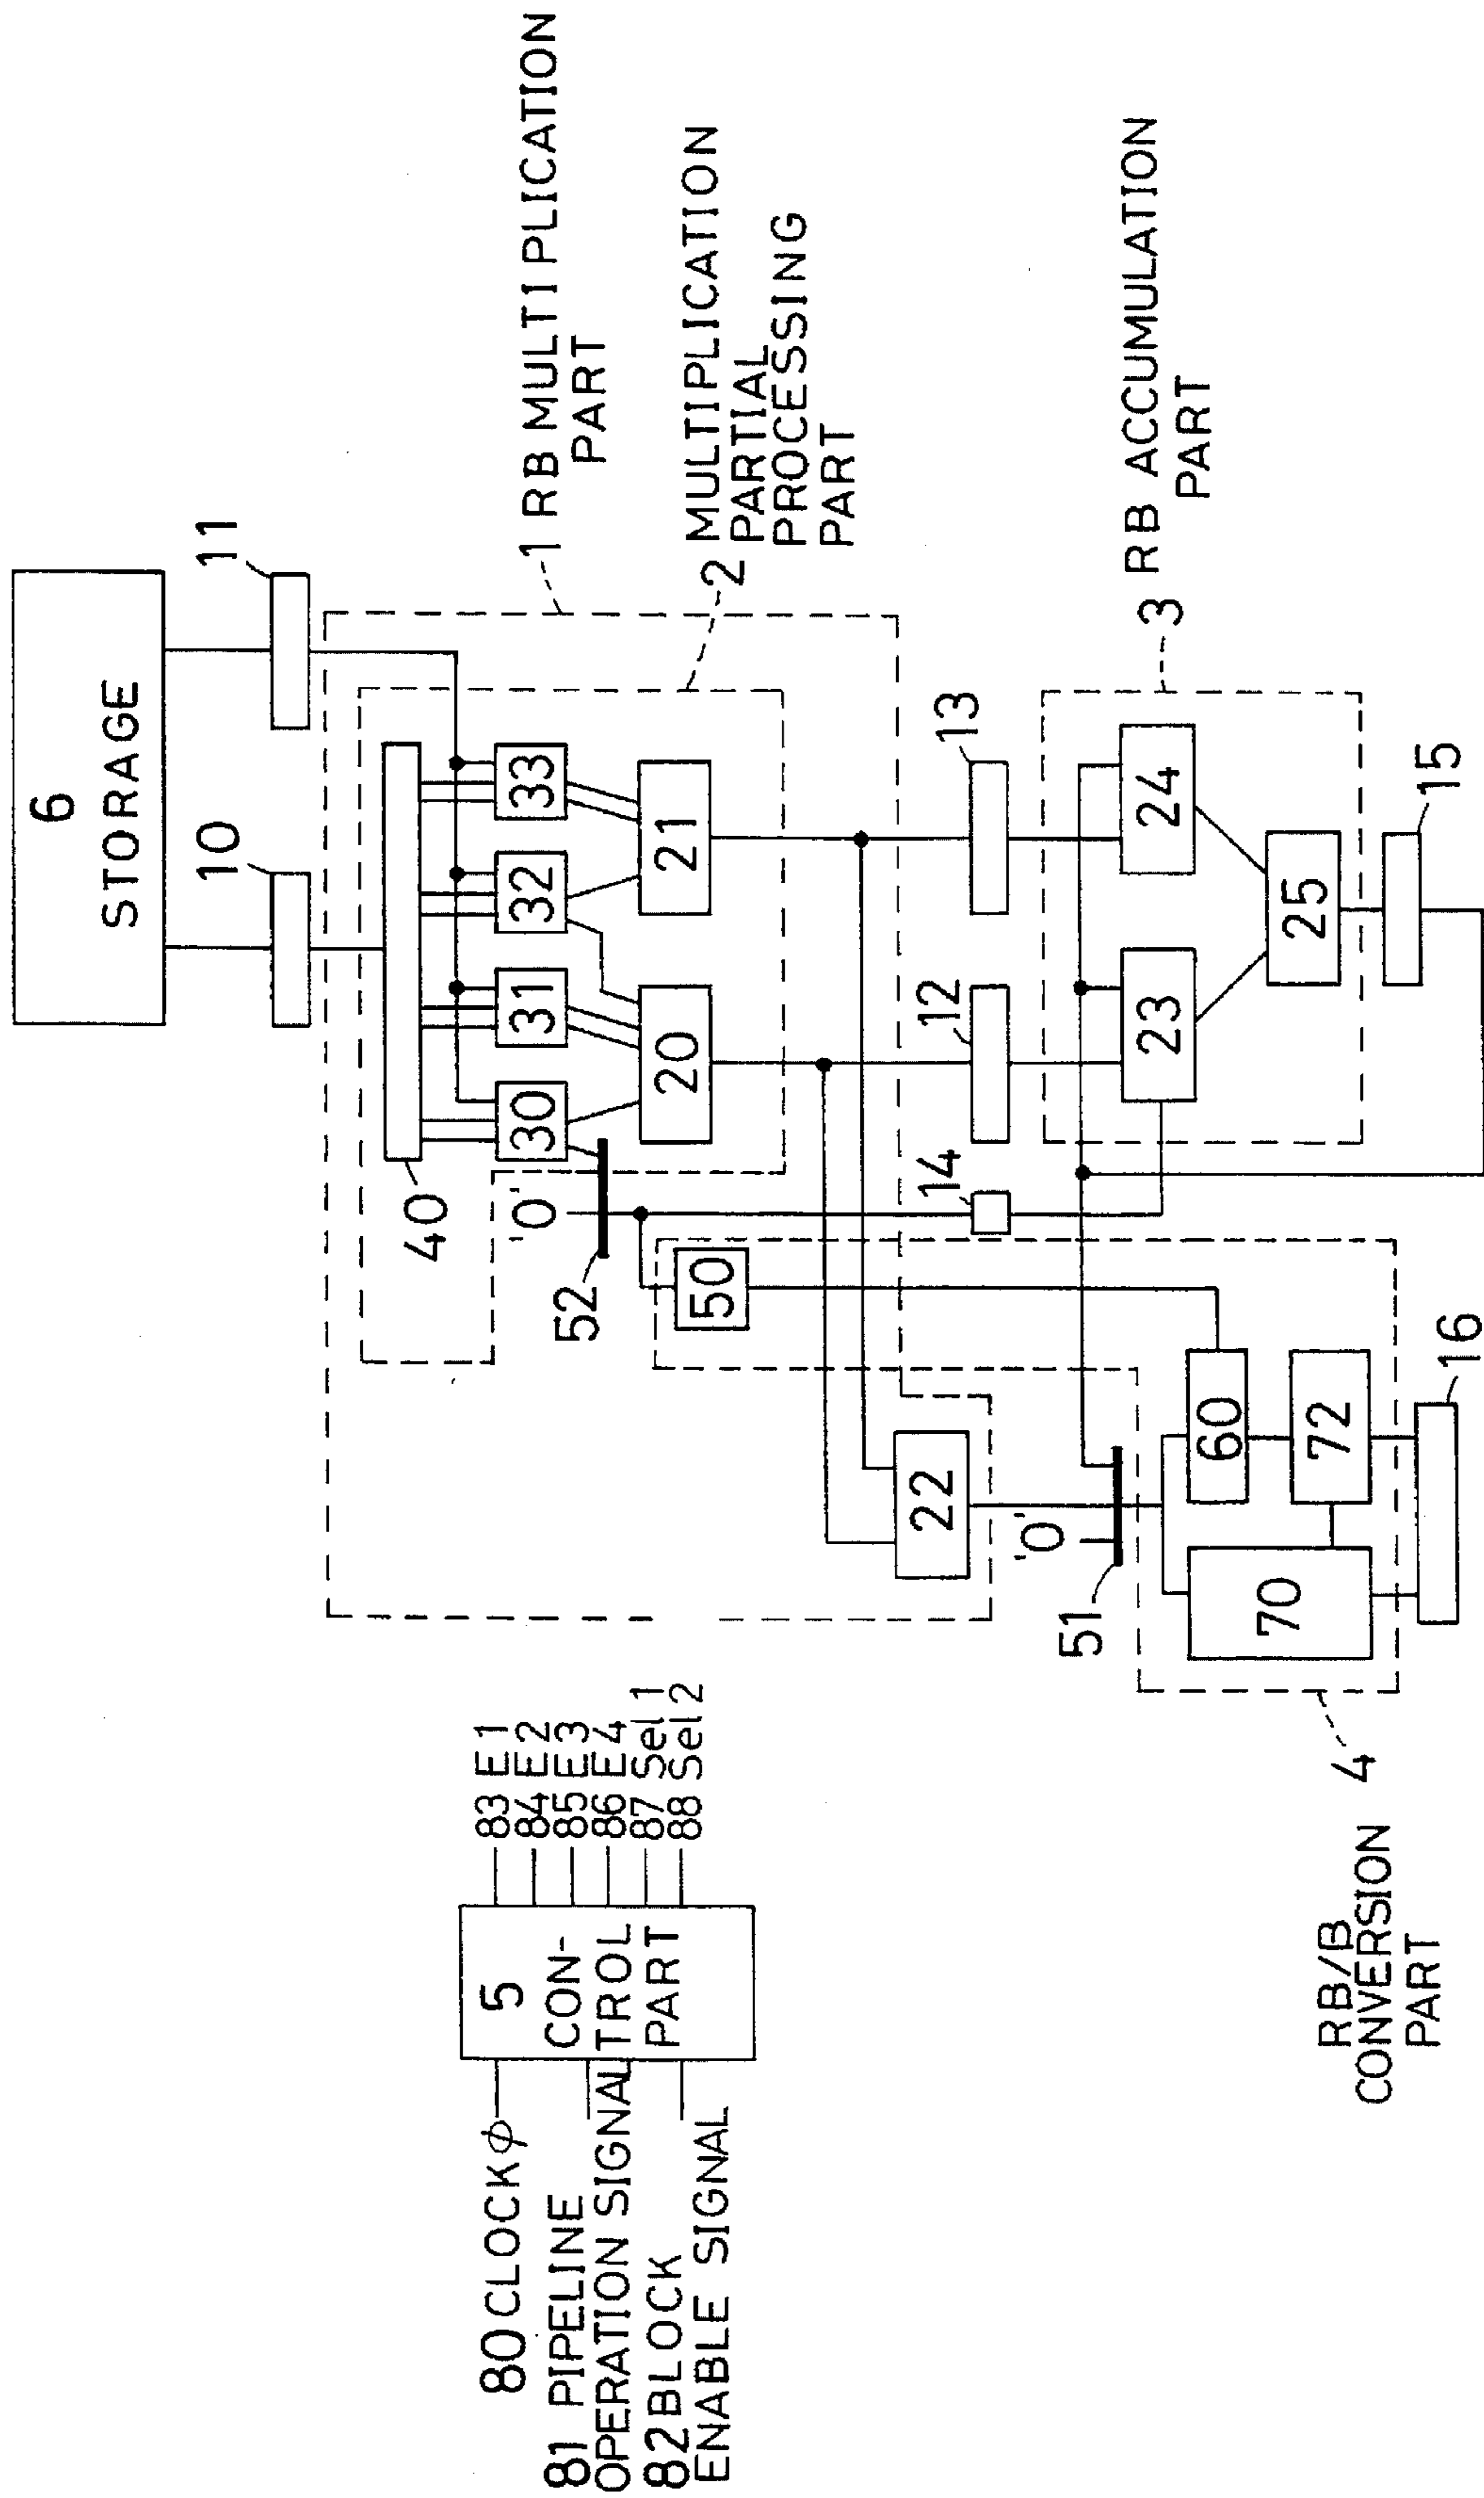 6
STORAGE
10
11
1 RB MULTIPLICATION
PART
2 MULTIPLICATION
PARTIAL
PROCESSING
PART
40
30
31
32
33
'0'
52
20
21
50
22
14
12
13
3 RB ACCUMULATION
PART
23
24
25
15
'0'
51
60
70
72
16
4
RB/B
CONVERSION
PART
80 CLOCK φ
81 PIPELINE
OPERATION SIGNAL
82 BLOCK
ENABLE SIGNAL
5
CON-
TROL
PART
83 E1
84 E2
85 E3
86 E4
87 Sel 1
88 Sel 2